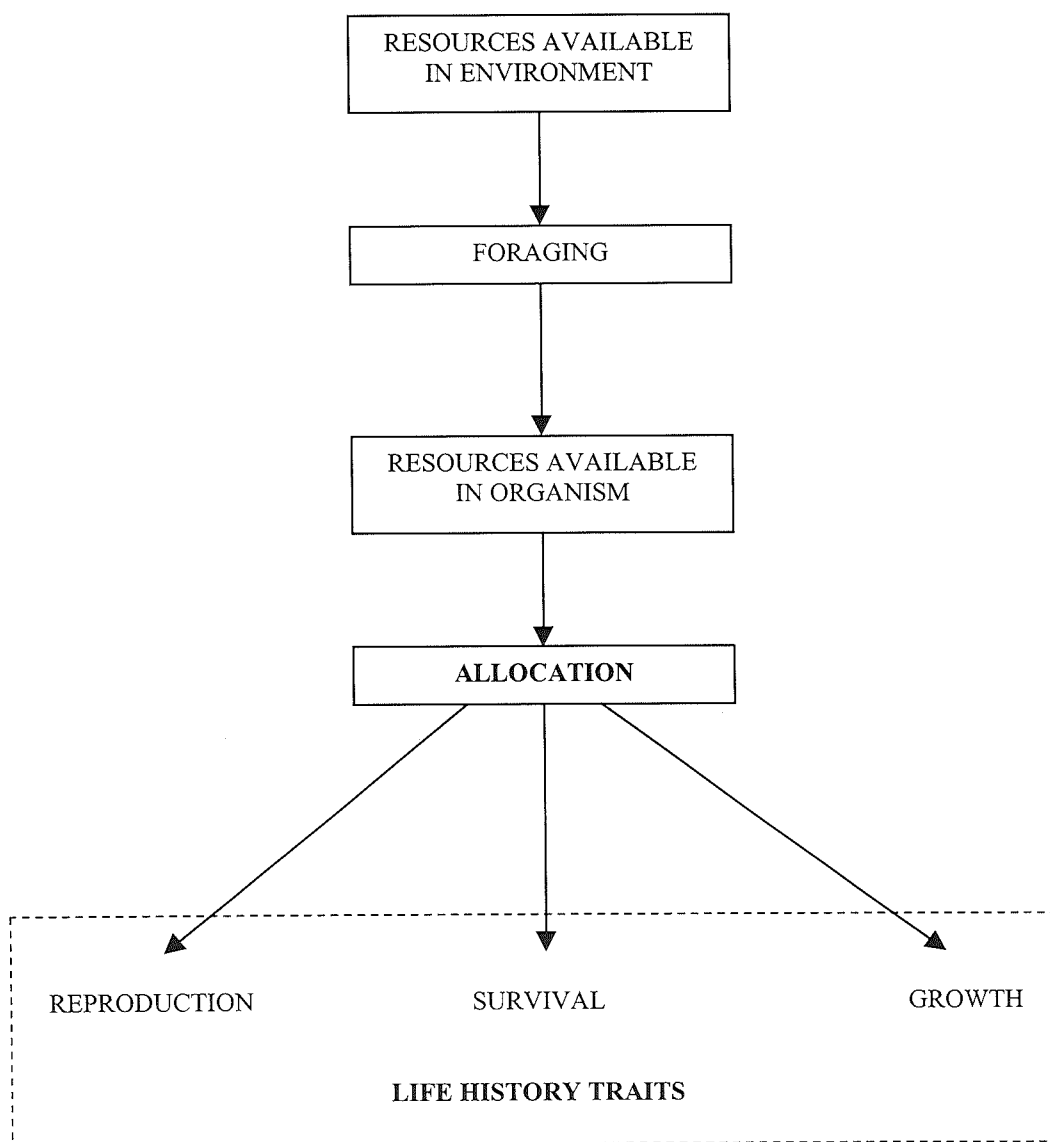 RESOURCES AVAILABLE
IN ENVIRONMENT
FORAGING
RESOURCES AVAILABLE
IN ORGANISM
ALLOCATION
REPRODUCTION
SURVIVAL
GROWTH
LIFE HISTORY TRAITS